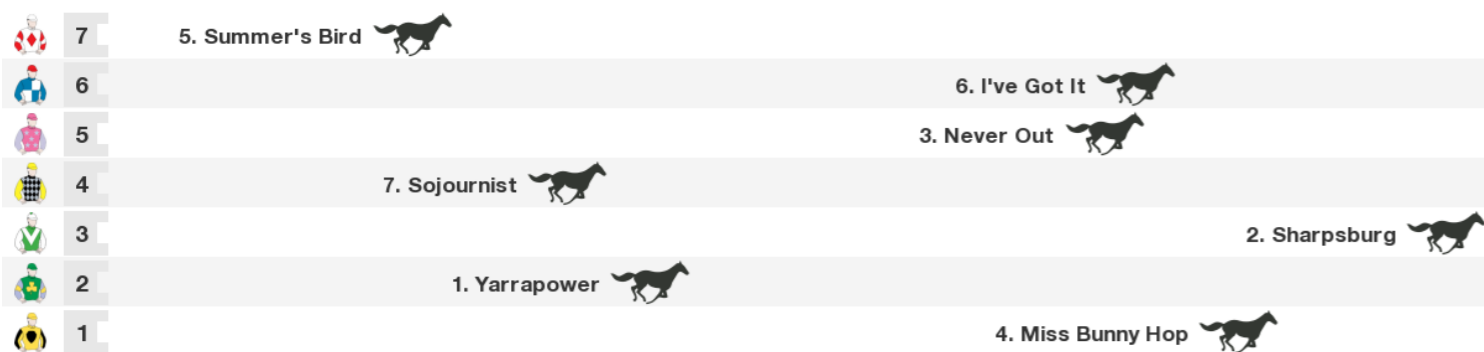 7 5. Summer's Bird
6 6. I've Got It
5 3. Never Out
4 7. Sojournist
3 2. Sharpsburg
2 1. Yarrapower
1 4. Miss Bunny Hop